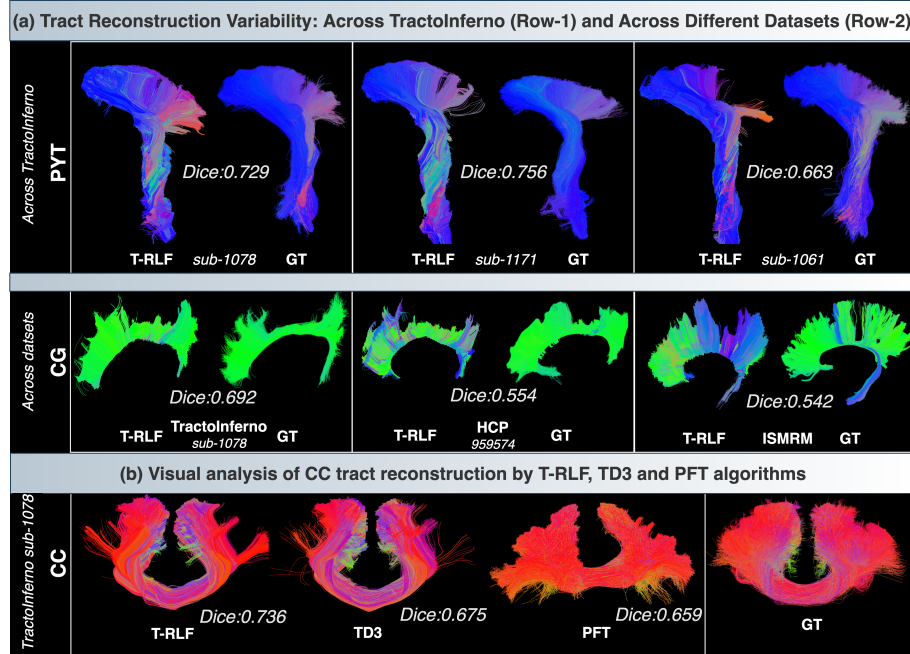 (a) Tract Reconstruction Variability: Across TractoInferno (Row-1) and Across Different Datasets (Row-2)
Across TractoInferno
PYT
Dice:0.729
T-RLF sub-1078 GT
Dice:0.756
T-RLF sub-1171 GT
Dice:0.663
T-RLF sub-1061 GT
Across datsets
CG
Dice:0.692
T-RLF TractoInferno GT
sub-1078
Dice:0.554
T-RLF HCP GT
959574
Dice:0.542
T-RLF ISMRM GT
(b) Visual analysis of CC tract reconstruction by T-RLF, TD3 and PFT algorithms
TractoInferno sub-1078
CC
Dice:0.736
T-RLF
Dice:0.675
TD3
Dice:0.659
PFT
GT